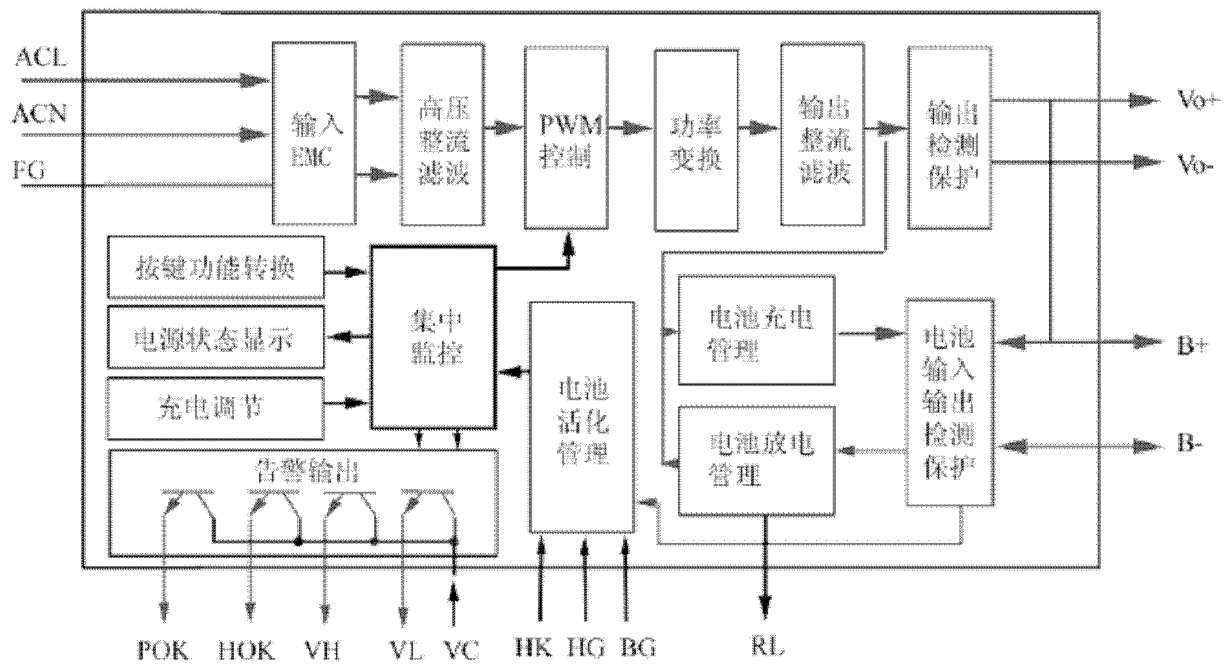 ACL
ACN
FG
输入
EMC
高压
整流
滤波
PWM
控制
功率
变换
输出
整流
滤波
输出
检测
保护
Vo+
Vo-
按键功能转换
电源状态显示
充电调节
集中
监控
电池
活化
管理
电池充电
管理
电池放电
管理
电池
输入
输出
检测
保护
B+
B-
告警输出
POK
HOK
VH
VL
VC
HK
HG
BG
RL